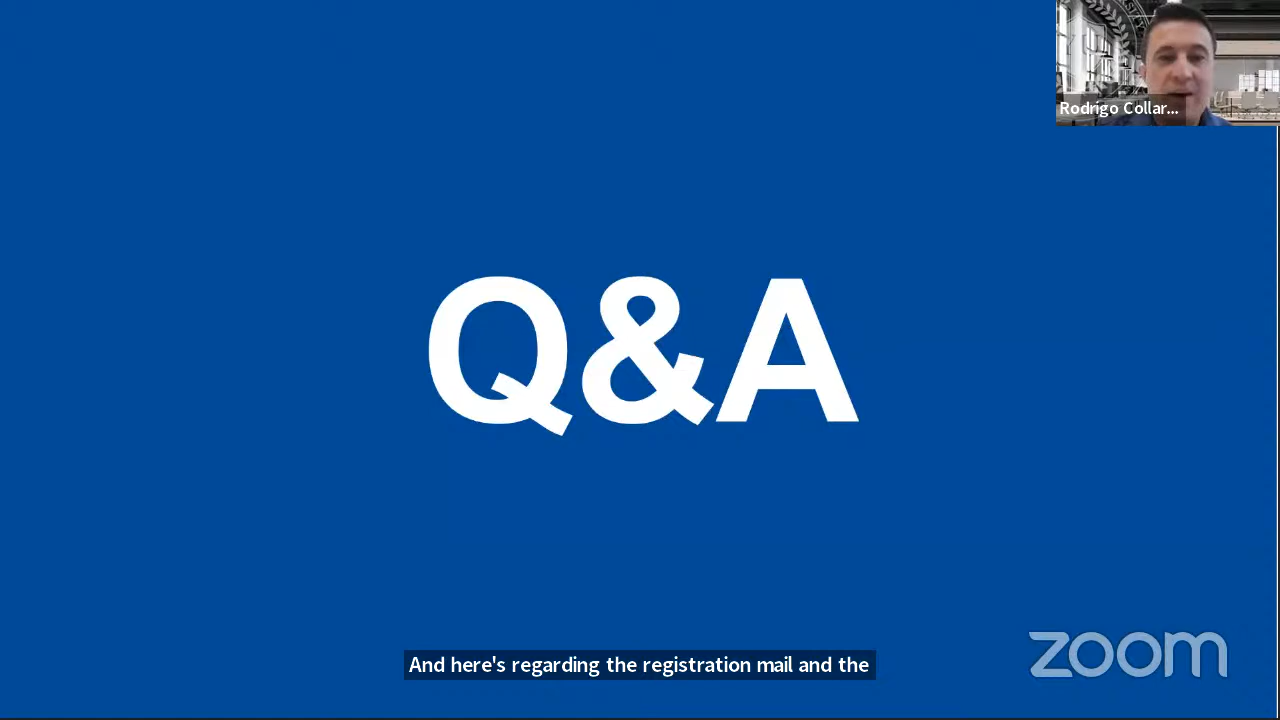 Rodrigo Collar...
Q&A
And here's regarding the registration mail and the
zoom